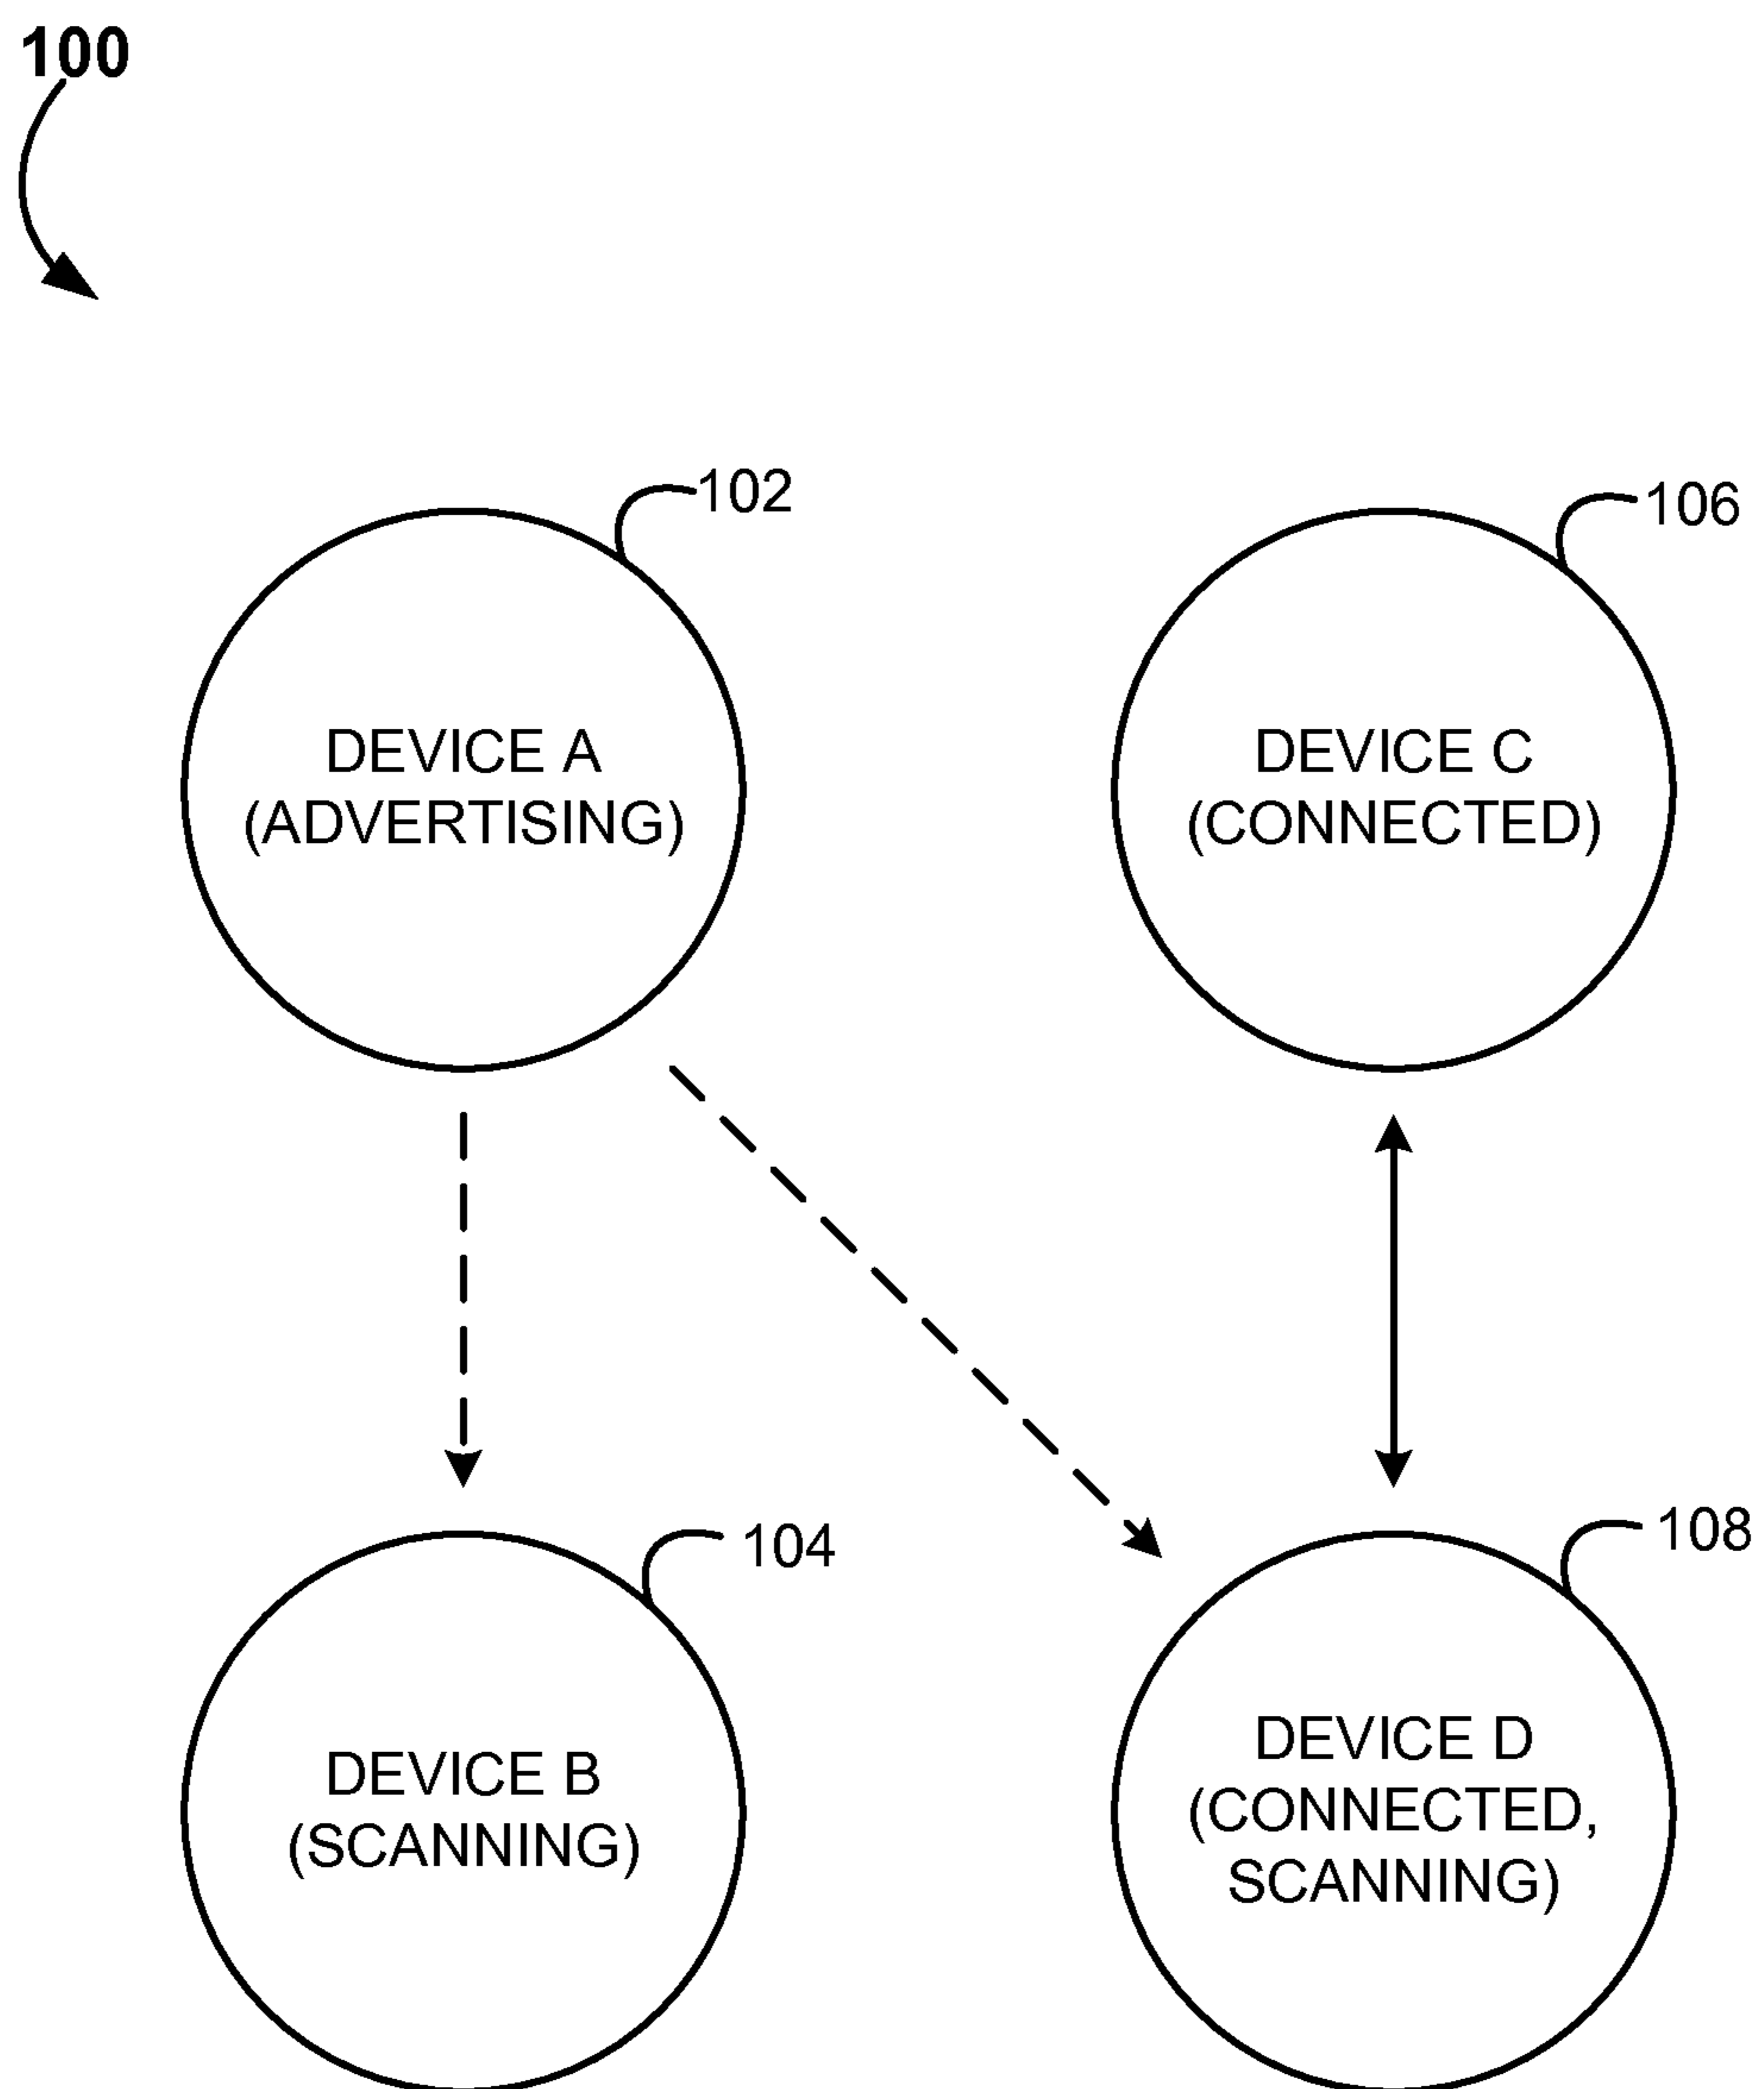 100
102
106
DEVICE A
(ADVERTISING)
DEVICE C
(CONNECTED)
104
108
DEVICE B
(SCANNING)
DEVICE D
(CONNECTED,
SCANNING)